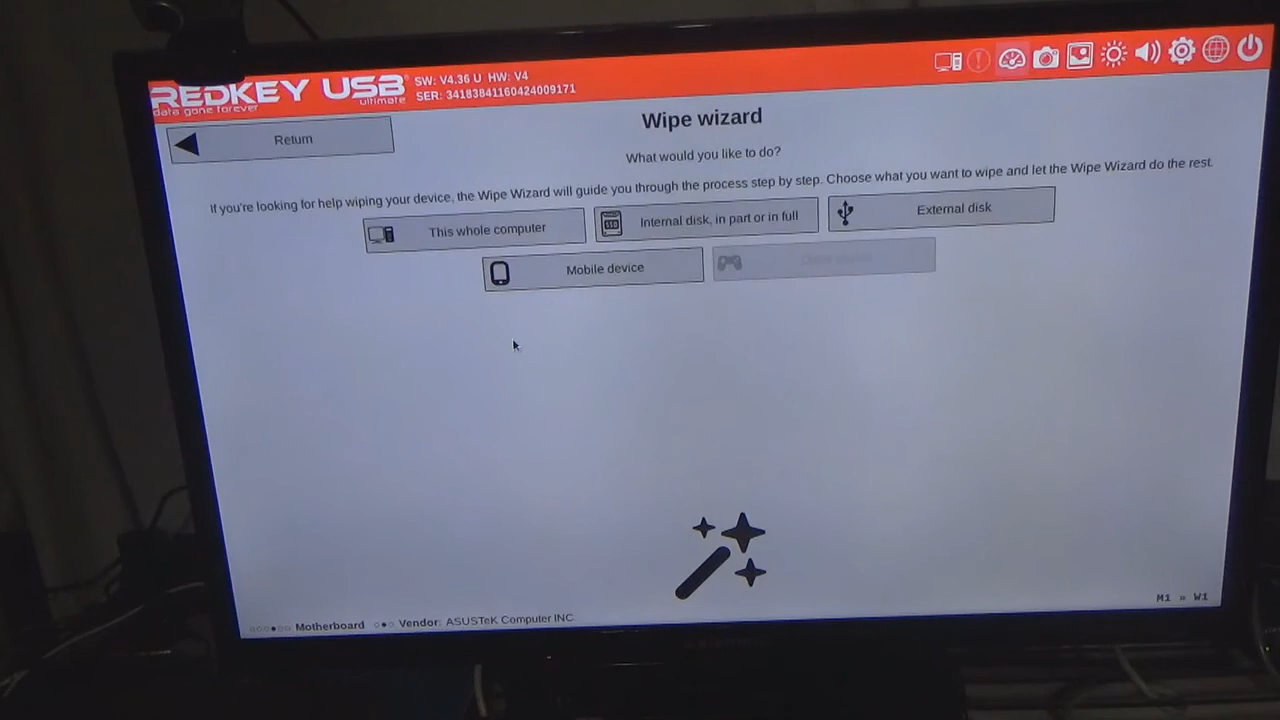 REDKEY USB
ultimate
data gone forever
SW: V4.36 U HW: V4
SER: 34183841160424009171
Return
Wipe wizard
What would you like to do?
If you're looking for help wiping your device, the Wipe Wizard will guide you through the process step by step. Choose what you want to wipe and let the Wipe Wizard do the rest.
This whole computer
Internal disk, in part or in full
External disk
Mobile device
Motherboard Vendor: ASUSTeK Computer INC
M1 » W1